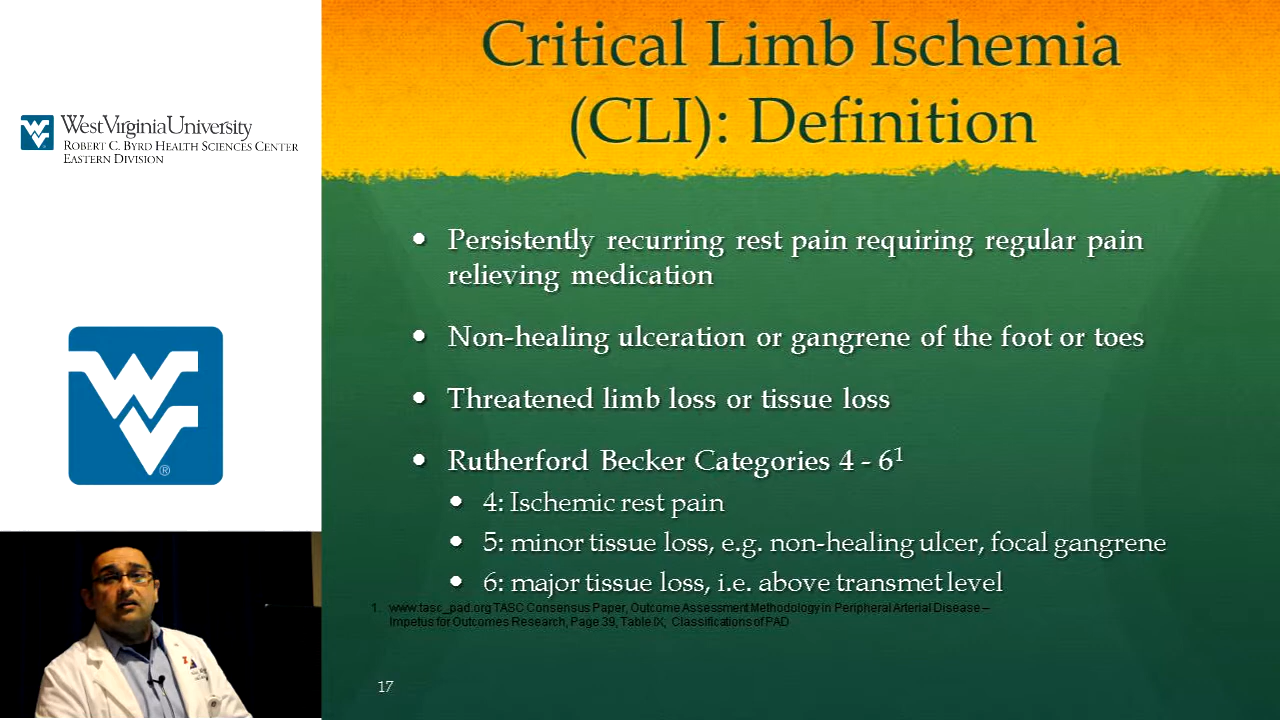 West Virginia University
ROBERT C. BYRD HEALTH SCIENCES CENTER
EASTERN DIVISION
®
Critical Limb Ischemia
(CLI): Definition
• Persistently recurring rest pain requiring regular pain
relieving medication
• Non-healing ulceration or gangrene of the foot or toes
• Threatened limb loss or tissue loss
• Rutherford Becker Categories 4 - 6¹
• 4: Ischemic rest pain
• 5: minor tissue loss, e.g. non-healing ulcer, focal gangrene
• 6: major tissue loss, i.e. above transmet level
1. www.tasc_pad.org TASC Consensus Paper, Outcome Assessment Methodology in Peripheral Arterial Disease –
Impetus for Outcomes Research, Page 39, Table IX, Classifications of PAD
17